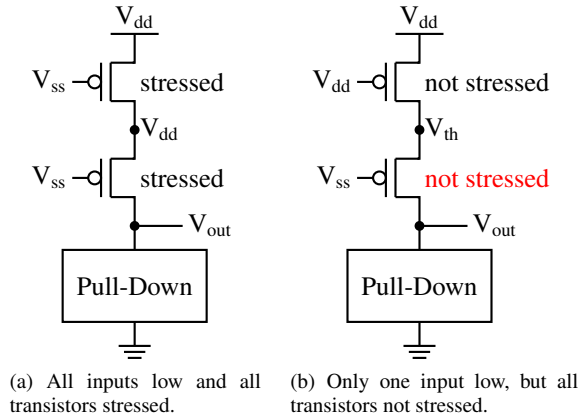 Vdd
Vss stressed
Vdd
Vss stressed
Vout
Pull-Down
(a) All inputs low and all
transistors stressed.
Vdd
Vdd not stressed
Vth
Vss not stressed
Vout
Pull-Down
(b) Only one input low, but all
transistors not stressed.